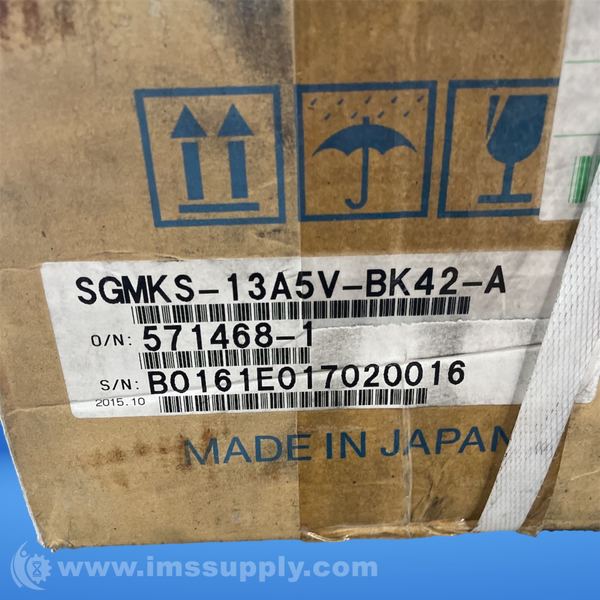 SGMKS-13A5V-BK42-A
O/N: 571468-1
S/N: B0161E017020016
2015.10
MADE IN JAPAN
www.imssupply.com